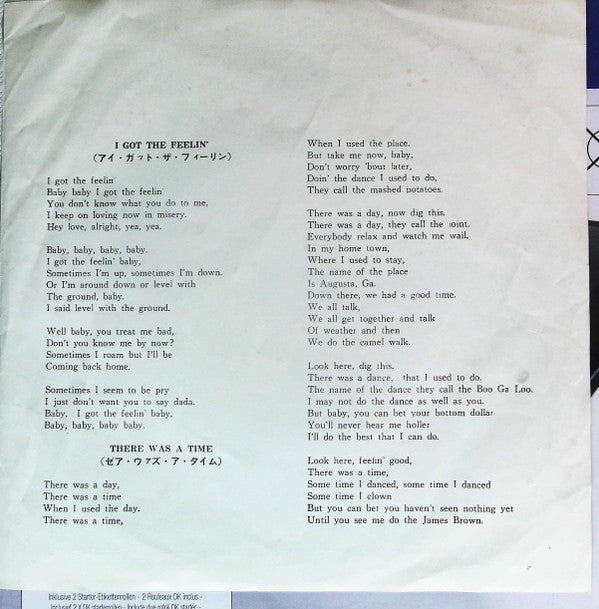 I GOT THE FEELIN'
(アイ・ガット・ザ・フィーリン)
I got the feelin'
Baby baby I got the feelin'
You don't know what you do to me,
I keep on loving now in misery.
Hey love, alright, yea, yea.
Baby, baby, baby, baby.
I got the feelin' baby,
Sometimes I'm up, sometimes I'm down.
Or I'm around down or level with
The ground, baby.
I said level with the ground.
Well baby, you treat me bad,
Don't you know me by now?
Sometimes I roam but I'll be
Coming back home.
Sometimes I seem to be pry
I just don't want you to say dada.
Baby, I got the feelin' baby,
Baby, baby, baby baby.
THERE WAS A TIME
(ゼア・ウァズ・ア・タイム)
There was a day,
There was a time
When I used the day.
There was a time,
When I used the place.
But take me now, baby,
Don't worry 'bout later,
Doin' the dance I used to do,
They call the mashed potatoes.
There was a day, now dig this.
There was a day, they call the joint.
Everybody relax and watch me wail.
In my home town,
Where I used to stay,
The name of the place
Is Augusta, Ga.
Down there, we had a good time.
We all talk,
We all get together and talk
Of weather and then
We do the camel walk.
Look here, dig this.
There was a dance, that I used to do.
The name of the dance they call the Boo Ga Loo.
I may not do the dance as well as you.
But baby, you can bet your bottom dollar
You'll never hear me holler
I'll do the best that I can do.
Look here, feelin' good,
There was a time,
Some time I danced, some time I danced
Some time I clown
But you can bet you haven't seen nothing yet
Until you see me do the James Brown.
Inklusive 2 Starter-Etikettenrollen - 2 Rouleaux DK inclus -